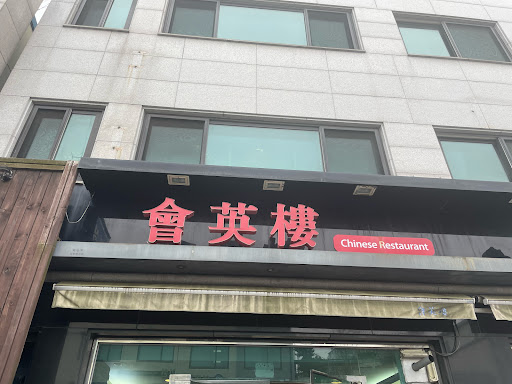 會英樓 Chinese Restaurant